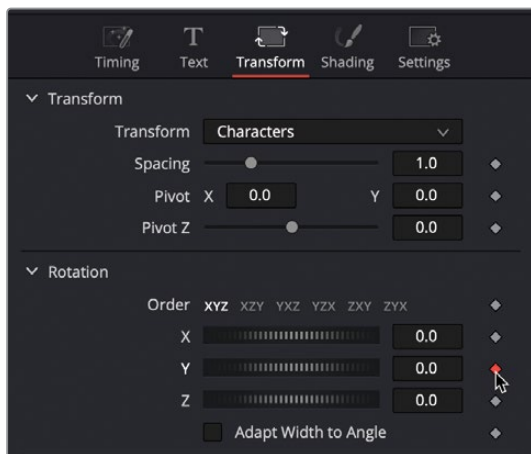 Timing Text Transform Shading Settings
Transform
Transform Characters
Spacing 1.0
Pivot X 0.0 Y 0.0
Pivot Z 0.0
Rotation
Order XYZ XZY YXZ YZX ZXY ZYX
X 0.0
Y 0.0
Z 0.0
Adapt Width to Angle